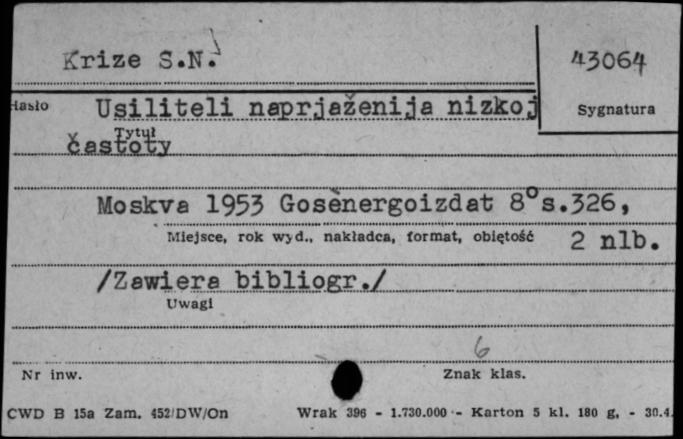 Krize S.N.
43064
Hasło
Usiliteli naprjaženija nizkoj
Sygnatura
Tytuł
častoty
Moskva 1953 Gosènergoizdat 8° s.326,
Miejsce, rok wyd., nakładca, format, objętość
2 nlb.
/Zawiera bibliogr./
Uwagi
6
Nr inw.
Znak klas.
CWD B 15a Zam. 452/DW/On
Wrak 396 - 1.730.000 - Karton 5 kl. 180 g, - 30.4.